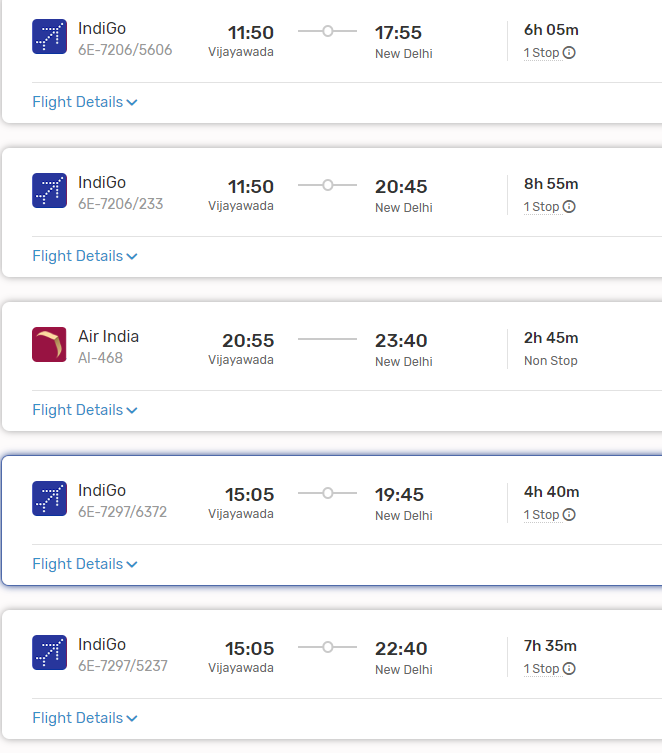 IndiGo
6E-7206/5606
11:50
Vijayawada
17:55
New Delhi
6h 05m
1 Stop
Flight Details
IndiGo
6E-7206/233
11:50
Vijayawada
20:45
New Delhi
8h 55m
1 Stop
Flight Details
Air India
AI-468
20:55
Vijayawada
23:40
New Delhi
2h 45m
Non Stop
Flight Details
IndiGo
6E-7297/6372
15:05
Vijayawada
19:45
New Delhi
4h 40m
1 Stop
Flight Details
IndiGo
6E-7297/5237
15:05
Vijayawada
22:40
New Delhi
7h 35m
1 Stop
Flight Details